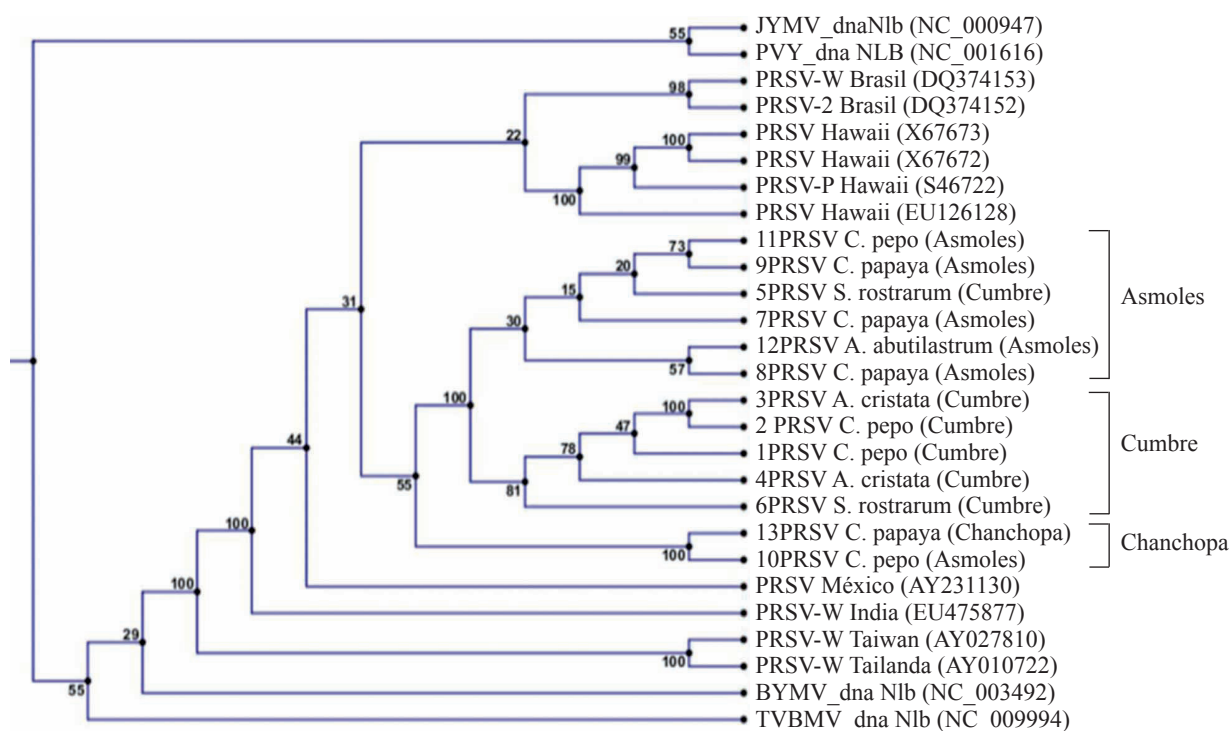 JYMV_dnaNlb (NC_000947)
55
PVY_dna NLB (NC_001616)
PRSV-W Brasil (DQ374153)
98
PRSV-2 Brasil (DQ374152)
22
PRSV Hawaii (X67673)
100
PRSV Hawaii (X67672)
99
PRSV-P Hawaii (S46722)
100
PRSV Hawaii (EU126128)
11PRSV C. pepo (Asmoles)
73
9PRSV C. papaya (Asmoles)
20
5PRSV S. rostrarum (Cumbre)
Asmoles
15
31
7PRSV C. papaya (Asmoles)
30
12PRSV A. abutilastrum (Asmoles)
57
8PRSV C. papaya (Asmoles)
100
3PRSV A. cristata (Cumbre)
100
2 PRSV C. pepo (Cumbre)
47
44
1PRSV C. pepo (Cumbre)
Cumbre
78
4PRSV A. cristata (Cumbre)
55
81
6PRSV S. rostrarum (Cumbre)
100
13PRSV C. papaya (Chanchopa)
Chanchopa
100
10PRSV C. pepo (Asmoles)
100
PRSV México (AY231130)
PRSV-W India (EU475877)
29
PRSV-W Taiwan (AY027810)
100
PRSV-W Tailanda (AY010722)
55
BYMV_dna Nlb (NC_003492)
TVBMV_dna Nlb (NC_009994)